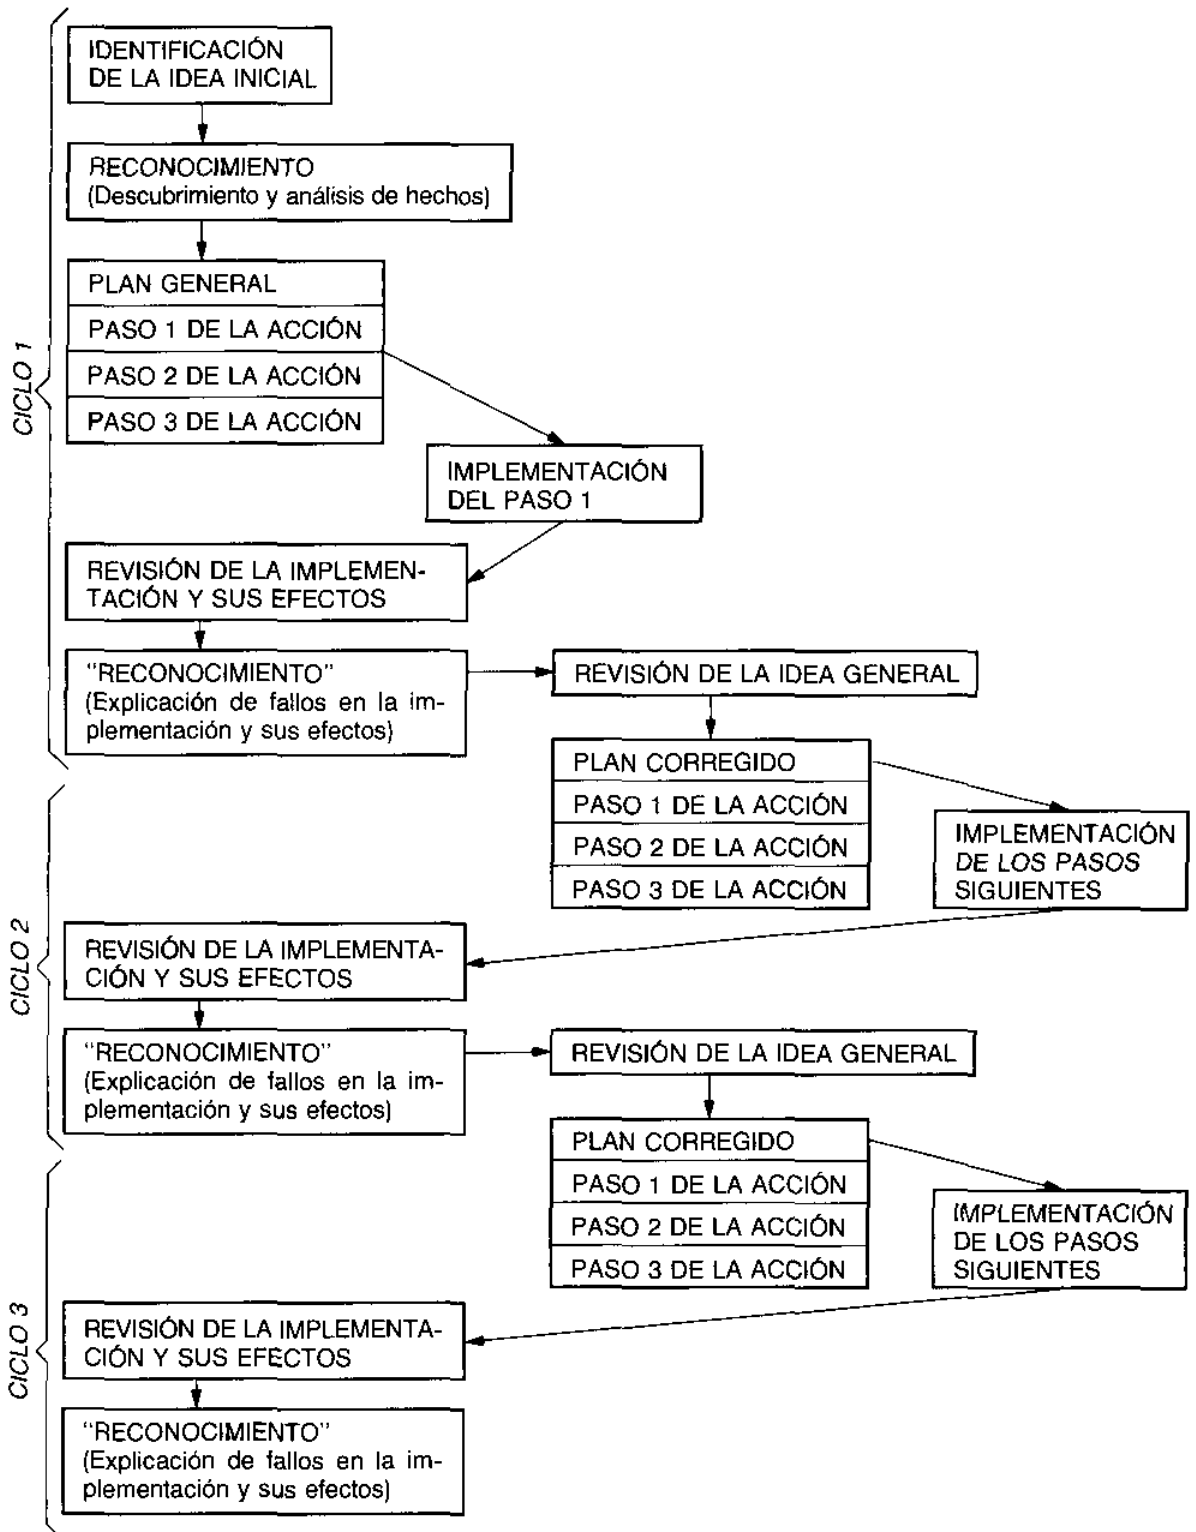 CICLO 1
IDENTIFICACIÓN
DE LA IDEA INICIAL
RECONOCIMIENTO
(Descubrimiento y análisis de hechos)
PLAN GENERAL
PASO 1 DE LA ACCIÓN
PASO 2 DE LA ACCIÓN
PASO 3 DE LA ACCIÓN
IMPLEMENTACIÓN
DEL PASO 1
REVISIÓN DE LA IMPLEMEN-
TACIÓN Y SUS EFECTOS
“RECONOCIMIENTO”
(Explicación de fallos en la im-
plementación y sus efectos)
REVISIÓN DE LA IDEA GENERAL
PLAN CORREGIDO
PASO 1 DE LA ACCIÓN
PASO 2 DE LA ACCIÓN
PASO 3 DE LA ACCIÓN
IMPLEMENTACIÓN
DE LOS PASOS
SIGUIENTES
CICLO 2
REVISIÓN DE LA IMPLEMENTA-
CIÓN Y SUS EFECTOS
“RECONOCIMIENTO”
(Explicación de fallos en la im-
plementación y sus efectos)
REVISIÓN DE LA IDEA GENERAL
PLAN CORREGIDO
PASO 1 DE LA ACCIÓN
PASO 2 DE LA ACCIÓN
PASO 3 DE LA ACCIÓN
IMPLEMENTACIÓN
DE LOS PASOS
SIGUIENTES
CICLO 3
REVISIÓN DE LA IMPLEMENTA-
CIÓN Y SUS EFECTOS
“RECONOCIMIENTO”
(Explicación de fallos en la im-
plementación y sus efectos)